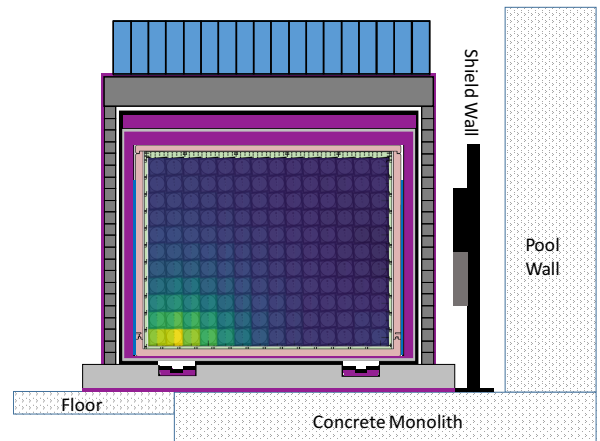 Shield Wall
Pool
Wall
Floor
Concrete Monolith